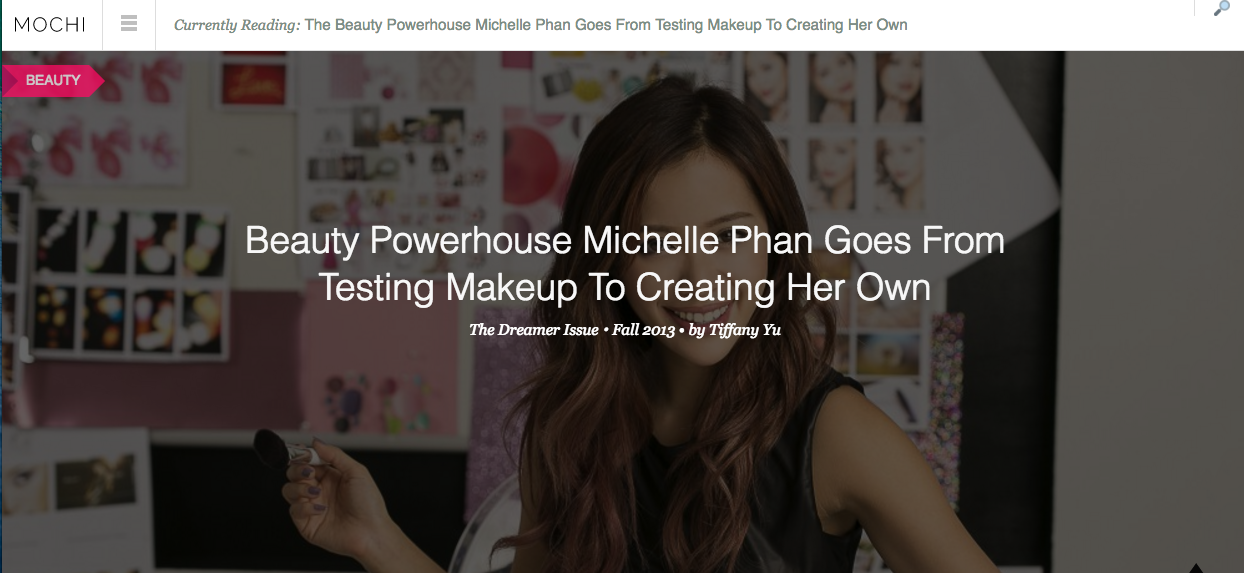 MOCHI
Currently Reading: The Beauty Powerhouse Michelle Phan Goes From Testing Makeup To Creating Her Own
BEAUTY
Beauty Powerhouse Michelle Phan Goes From
Testing Makeup To Creating Her Own
The Dreamer Issue • Fall 2013 • by Tiffany Yu